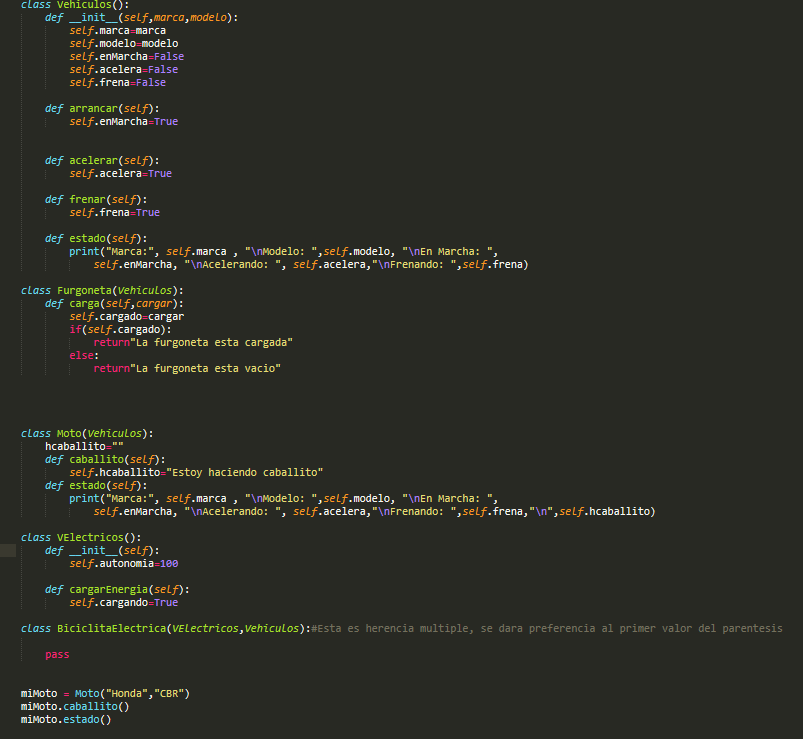 class Vehiculos():
    def __init__(self,marca,modelo):
        self.marca=marca
        self.modelo=modelo
        self.enMarcha=False
        self.acelera=False
        self.frena=False
    def arrancar(self):
        self.enMarcha=True
    def acelerar(self):
        self.acelera=True
    def frenar(self):
        self.frena=True
    def estado(self):
        print("Marca:", self.marca , "\nModelo: ",self.modelo, "\nEn Marcha: ",
            self.enMarcha, "\nAcelerando: ", self.acelera,"\nFrenando: ",self.frena)
class Furgoneta(Vehiculos):
    def carga(self,cargar):
        self.cargado=cargar
        if(self.cargado):
            return"La furgoneta esta cargada"
        else:
            return"La furgoneta esta vacio"
class Moto(Vehiculos):
    hcaballito=""
    def caballito(self):
        self.hcaballito="Estoy haciendo caballito"
    def estado(self):
        print("Marca:", self.marca , "\nModelo: ",self.modelo, "\nEn Marcha: ",
            self.enMarcha, "\nAcelerando: ", self.acelera,"\nFrenando: ",self.frena,"\n",self.hcaballito)
class VElectricos():
    def __init__(self):
        self.autonomia=100
    def cargarEnergia(self):
        self.cargando=True
class BiciclitaElectrica(VElectricos,Vehiculos):#Esta es herencia multiple, se dara preferencia al primer valor del parentesis
    pass
miMoto = Moto("Honda","CBR")
miMoto.caballito()
miMoto.estado()